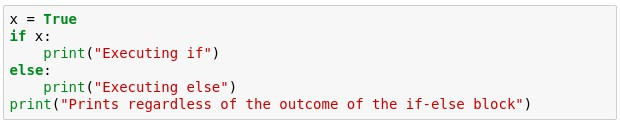 x = True
if x:
    print("Executing if")
else:
    print("Executing else")
print("Prints regardless of the outcome of the if-else block")